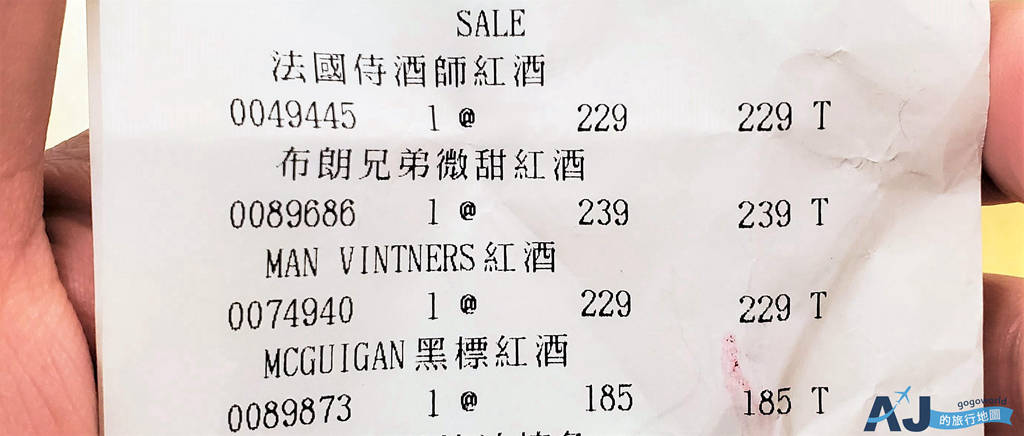 SALE
法國侍酒師紅酒
0049445 1 @ 229 229 T
布朗兄弟微甜紅酒
0089686 1 @ 239 239 T
MAN VINTNERS紅酒
0074940 1 @ 229 229 T
MCGUIGAN黑標紅酒
0089873 1 @ 185 185 T
AJ gogoworld
的旅行地圖